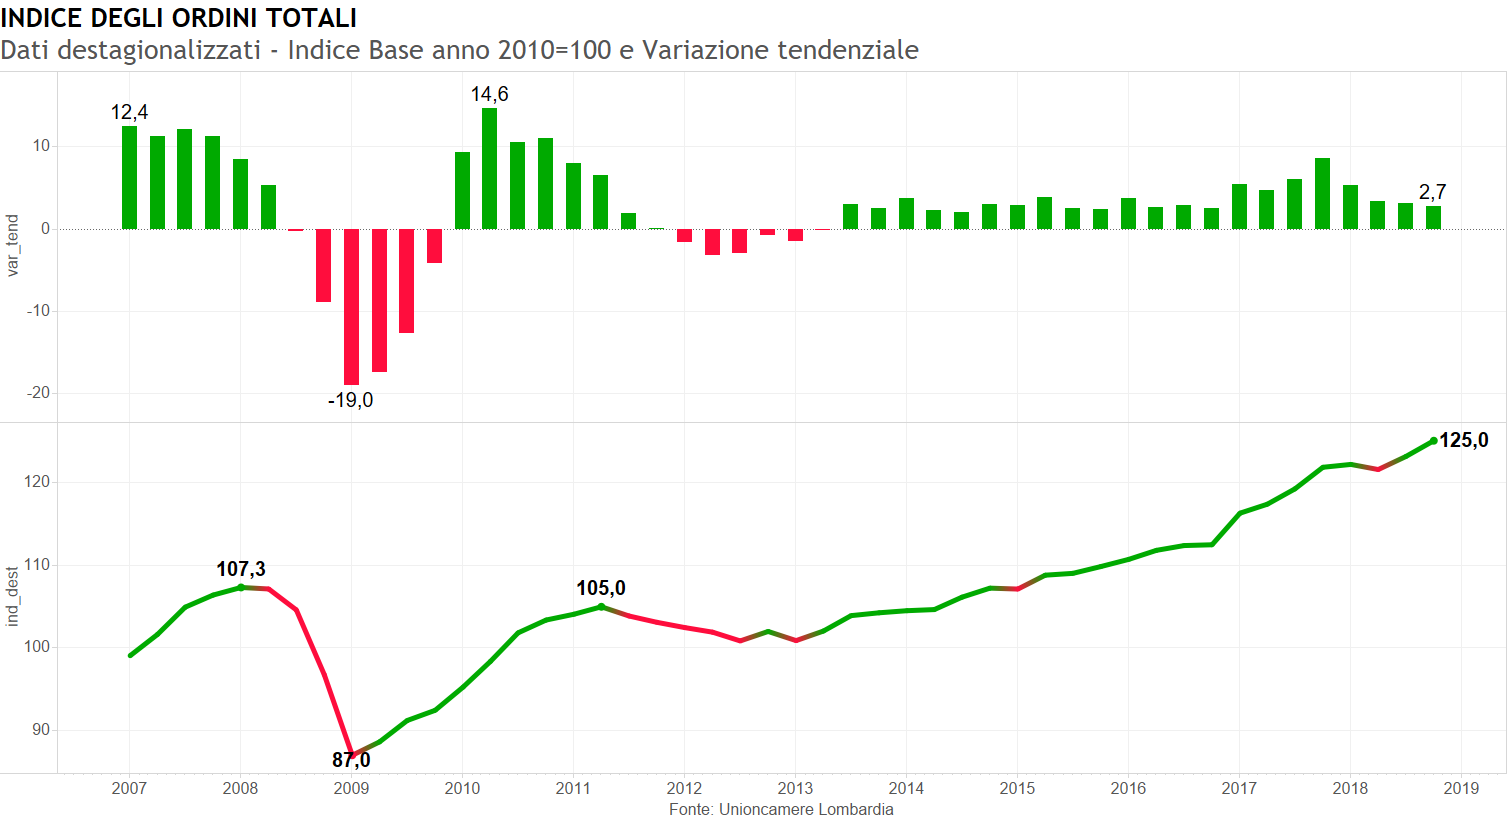 INDICE DEGLI ORDINI TOTALI
Dati destagionalizzati - Indice Base anno 2010=100 e Variazione tendenziale
12,4
14,6
10
2,7
0
var_tend
-10
-20
-19,0
125,0
120
107,3
105,0
110
ind_dest
100
90
87,0
2007 2008 2009 2010 2011 2012 2013 2014 2015 2016 2017 2018 2019
Fonte: Unioncamere Lombardia